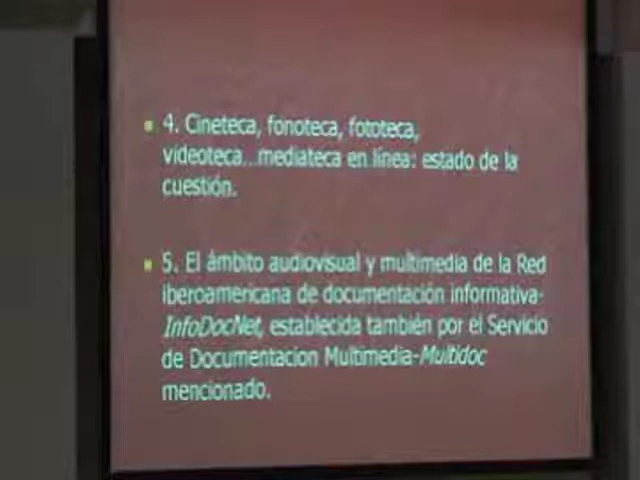 4. Cineteca, fonoteca, fototeca,
videoteca...mediateca en línea: estado de la
cuestión.
5. El ámbito audiovisual y multimedia de la Red
iberoamericana de documentación informativa-
InfoDocNet, establecida también por el Servicio
de Documentacion Multimedia-Multidoc
mencionado.